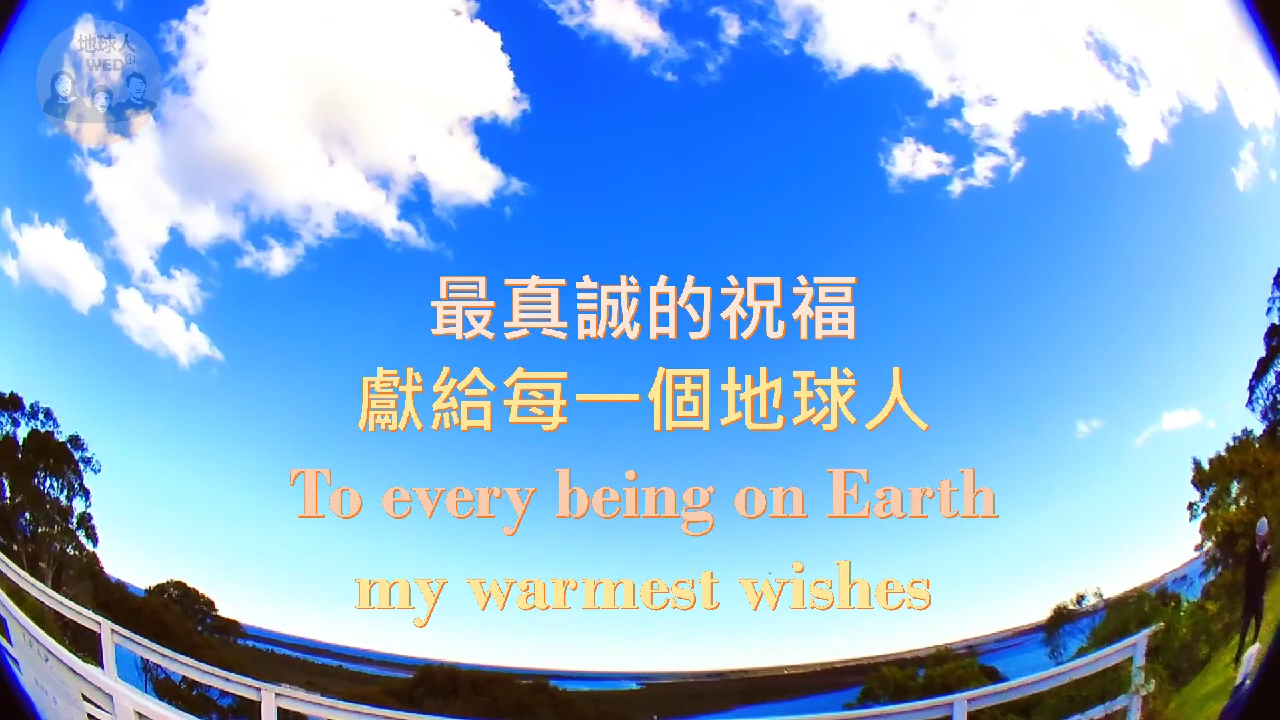 地球人
の
WED
最真誠的祝福
獻給每一個地球人
To every being on Earth
my warmest wishes